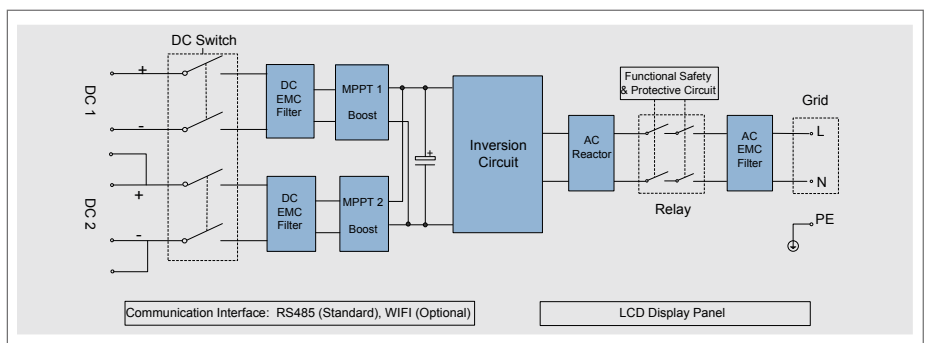 DC Switch
DC 1
+
-
DC
EMC
Filter
MPPT 1
Boost
+
Inversion
Circuit
AC
Reactor
Functional Safety
& Protective Circuit
Relay
AC
EMC
Filter
Grid
L
N
PE
DC 2
+
-
DC
EMC
Filter
MPPT 2
Boost
Communication Interface: RS485 (Standard), WIFI (Optional)
LCD Display Panel